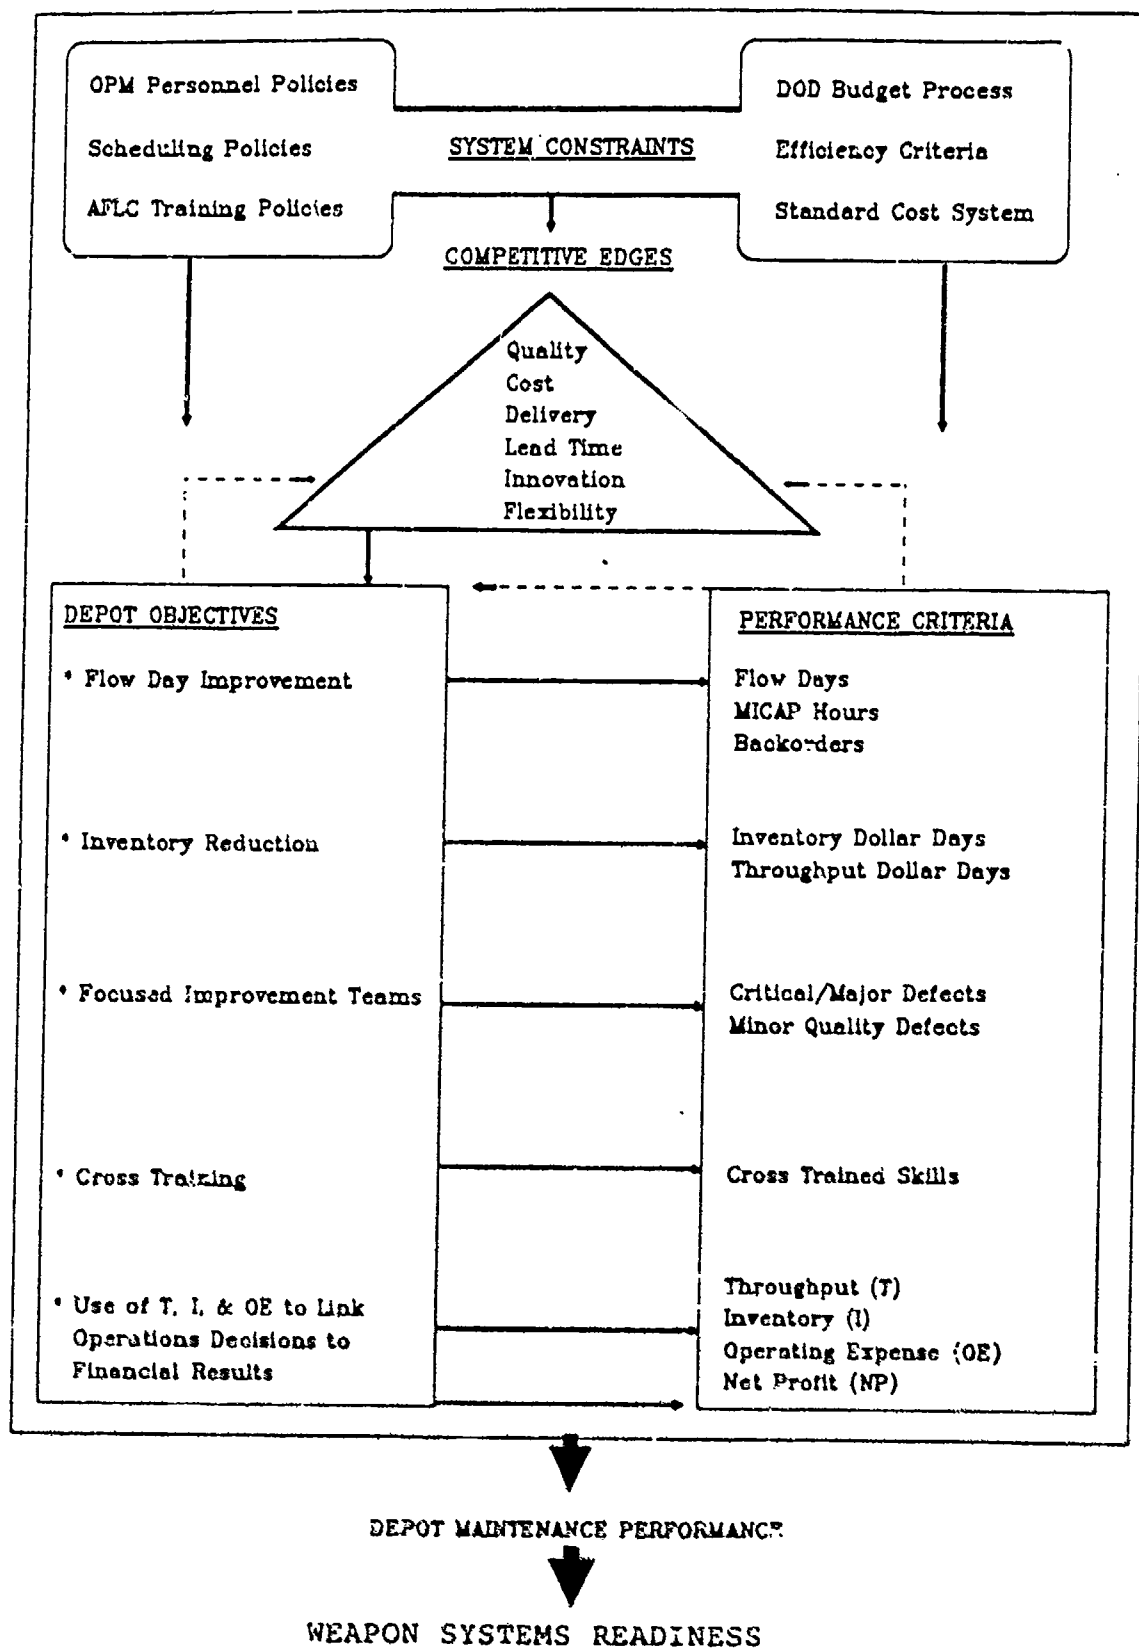 OPM Personnel Policies
Scheduling Policies
AFLC Training Policies
SYSTEM CONSTRAINTS
DOD Budget Process
Efficiency Criteria
Standard Cost System
COMPETITIVE EDGES
Quality
Cost
Delivery
Lead Time
Innovation
Flexibility
DEPOT OBJECTIVES
* Flow Day Improvement
* Inventory Reduction
* Focused Improvement Teams
* Cross Training
* Use of T, I, & OE to Link
Operations Decisions to
Financial Results
PERFORMANCE CRITERIA
Flow Days
MICAP Hours
Backorders
Inventory Dollar Days
Throughput Dollar Days
Critical/Major Defects
Minor Quality Defects
Cross Trained Skills
Throughput (T)
Inventory (I)
Operating Expense (OE)
Net Profit (NP)
DEPOT MAINTENANCE PERFORMANCE
WEAPON SYSTEMS READINESS